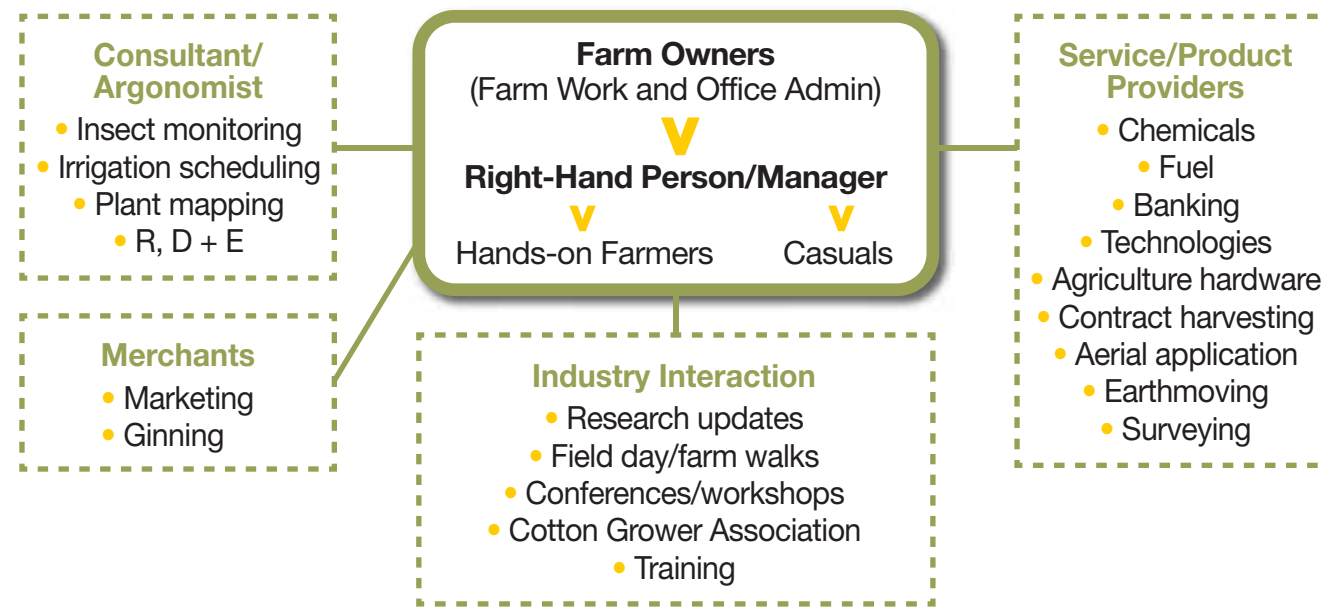 Consultant/
Argonomist
• Insect monitoring
• Irrigation scheduling
• Plant mapping
• R, D + E
Merchants
• Marketing
• Ginning
Farm Owners
(Farm Work and Office Admin)
Right-Hand Person/Manager
Hands-on Farmers
Casuals
Industry Interaction
• Research updates
• Field day/farm walks
• Conferences/workshops
• Cotton Grower Association
• Training
Service/Product
Providers
• Chemicals
• Fuel
• Banking
• Technologies
• Agriculture hardware
• Contract harvesting
• Aerial application
• Earthmoving
• Surveying